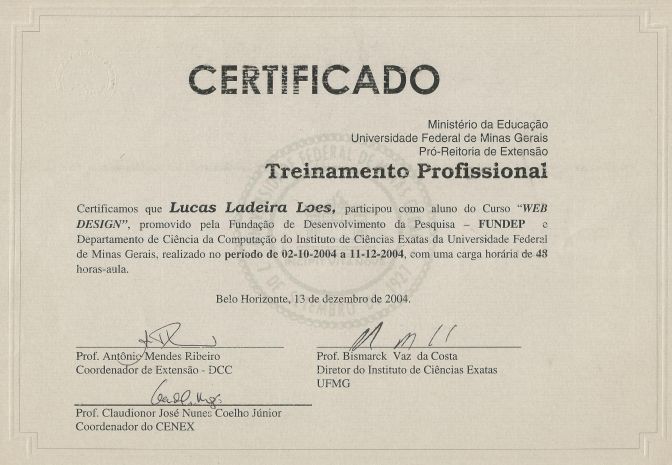 CERTIFICADO
Ministério da Educação
Universidade Federal de Minas Gerais
Pró-Reitoria de Extensão
Treinamento Profissional
Certificamos que Lucas Ladeira Loes, participou como aluno do Curso "WEB
DESIGN", promovido pela Fundação de Desenvolvimento da Pesquisa – FUNDEP e
Departamento de Ciência da Computação do Instituto de Ciências Exatas da Universidade Federal
de Minas Gerais, realizado no período de 02-10-2004 a 11-12-2004, com uma carga horária de 48
horas-aula.
Belo Horizonte, 13 de dezembro de 2004.
Prof. Antônio Mendes Ribeiro
Coordenador de Extensão - DCC
Prof. Bismarck Vaz da Costa
Diretor do Instituto de Ciências Exatas
UFMG
Prof. Claudionor José Nunes Coelho Júnior
Coordenador do CENEX